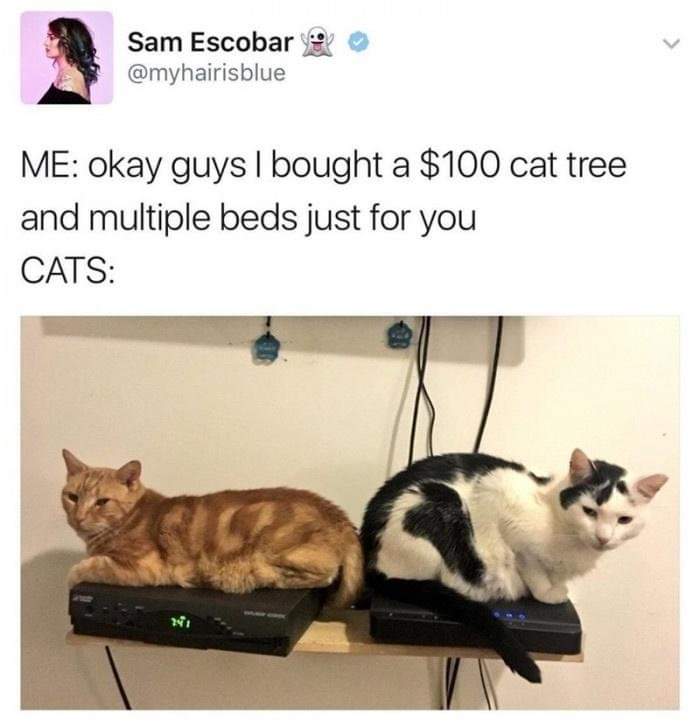 Sam Escobar 👻
@myhairisblue
ME: okay guys I bought a $100 cat tree
and multiple beds just for you
CATS: